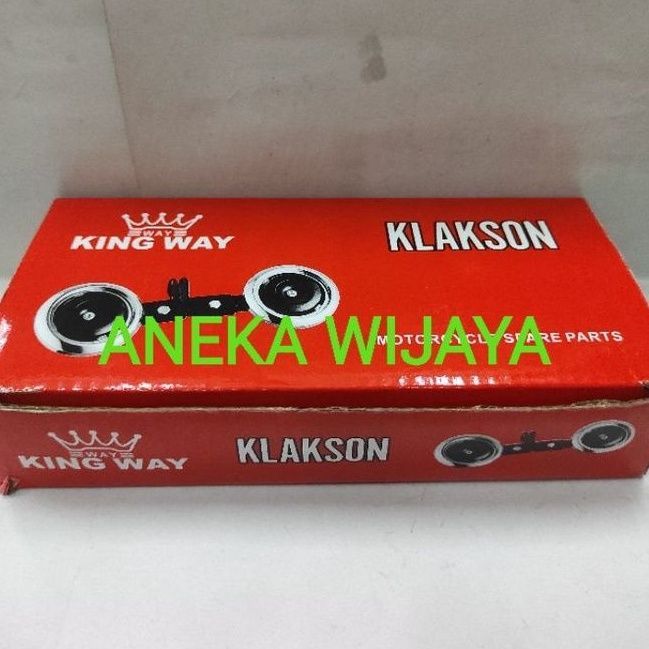 WAY
KING WAY
KLAKSON
ANEKA WIJAYA
MOTORCYCLE SPARE PARTS
WAY
KING WAY
KLAKSON